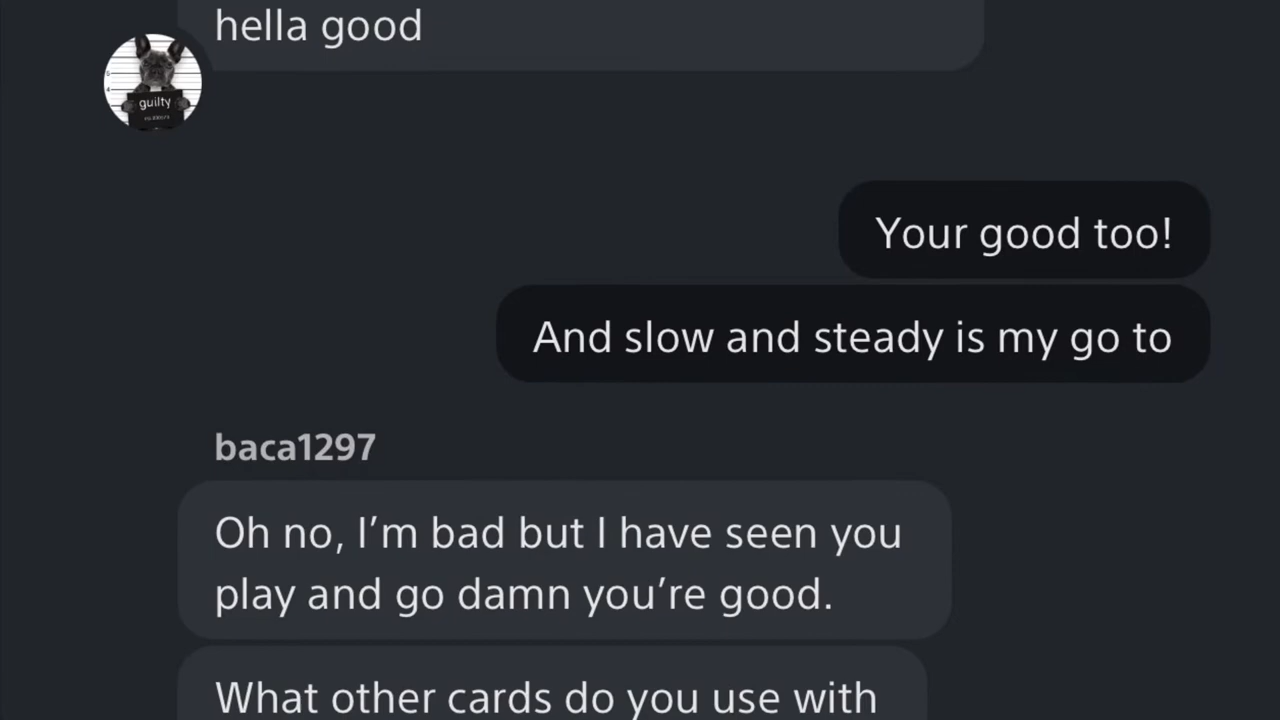 hella good
guilty
Your good too!
And slow and steady is my go to
baca1297
Oh no, I’m bad but I have seen you
play and go damn you’re good.
What other cards do you use with